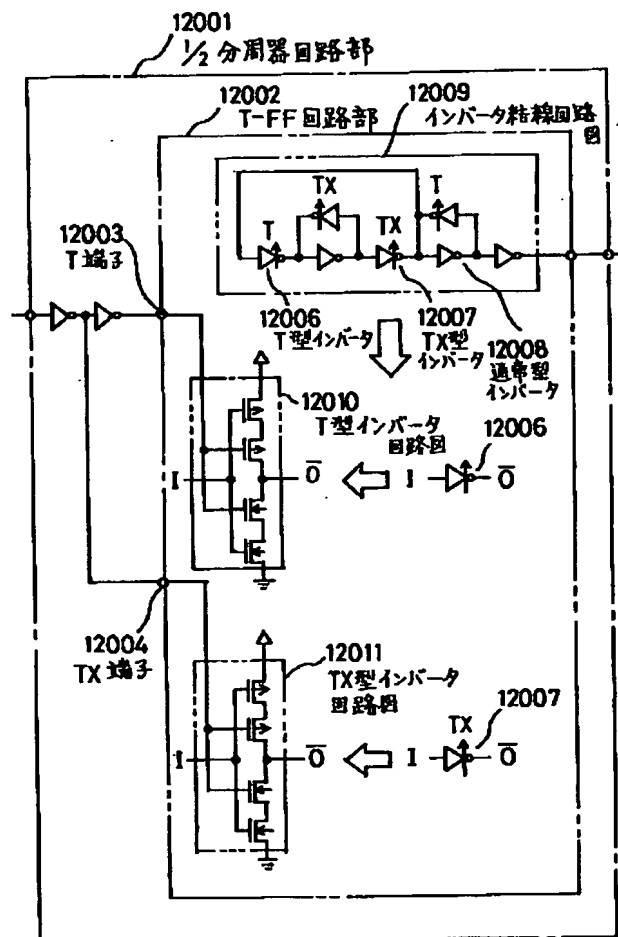 12001
1/2 分周器回路部
12002
T-FF 回路部
12009
インバータ結線回路
図
TX
T
T
TX
12003
T 端子
12006
T型インバータ
12007
TX型
インバータ
12008
通常型
インバータ
12010
T型インバータ
回路図
12006
I
O̅
I
O̅
12004
TX 端子
12011
TX型インバータ
回路図
12007
TX
I
O̅
I
O̅